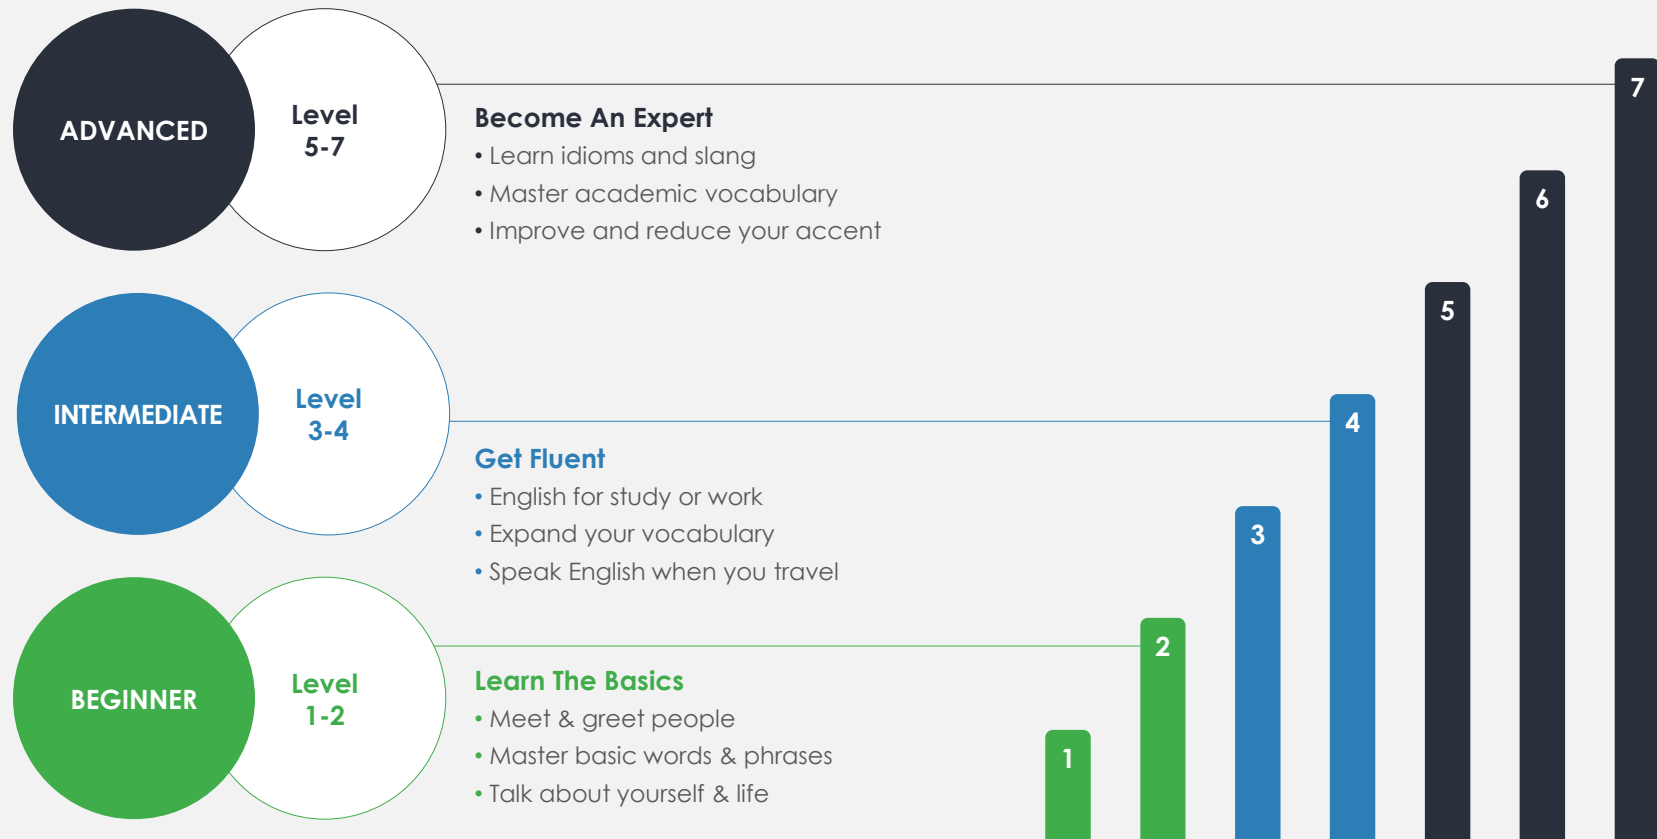 ADVANCED
Level
5-7
Become An Expert
• Learn idioms and slang
• Master academic vocabulary
• Improve and reduce your accent
INTERMEDIATE
Level
3-4
Get Fluent
• English for study or work
• Expand your vocabulary
• Speak English when you travel
BEGINNER
Level
1-2
Learn The Basics
• Meet & greet people
• Master basic words & phrases
• Talk about yourself & life
1
2
3
4
5
6
7